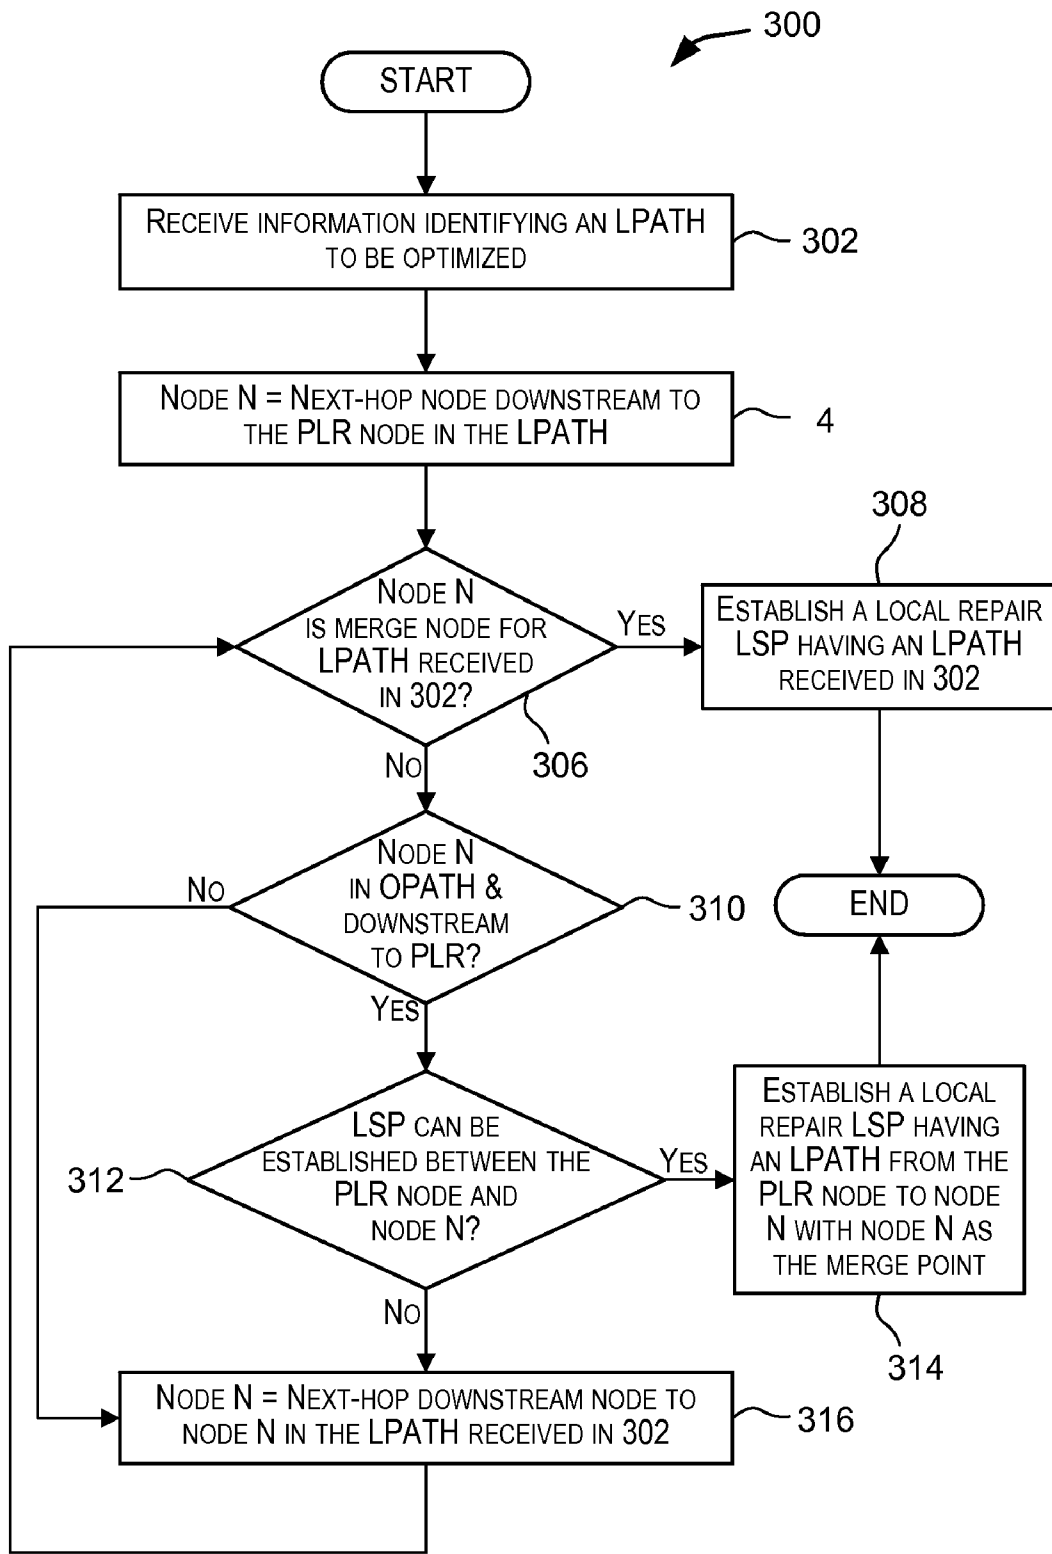 300
START
RECEIVE INFORMATION IDENTIFYING AN LPATH
TO BE OPTIMIZED
302
NODE N = NEXT-HOP NODE DOWNSTREAM TO
THE PLR NODE IN THE LPATH
4
NODE N
IS MERGE NODE FOR
LPATH RECEIVED
IN 302?
306
YES
308
ESTABLISH A LOCAL REPAIR
LSP HAVING AN LPATH
RECEIVED IN 302
NO
NODE N
IN OPATH &
DOWNSTREAM
TO PLR?
NO
310
END
YES
LSP CAN BE
ESTABLISHED BETWEEN THE
PLR NODE AND
NODE N?
312
YES
ESTABLISH A LOCAL
REPAIR LSP HAVING
AN LPATH FROM THE
PLR NODE TO NODE
N WITH NODE N AS
THE MERGE POINT
314
NO
NODE N = NEXT-HOP DOWNSTREAM NODE TO
NODE N IN THE LPATH RECEIVED IN 302
316